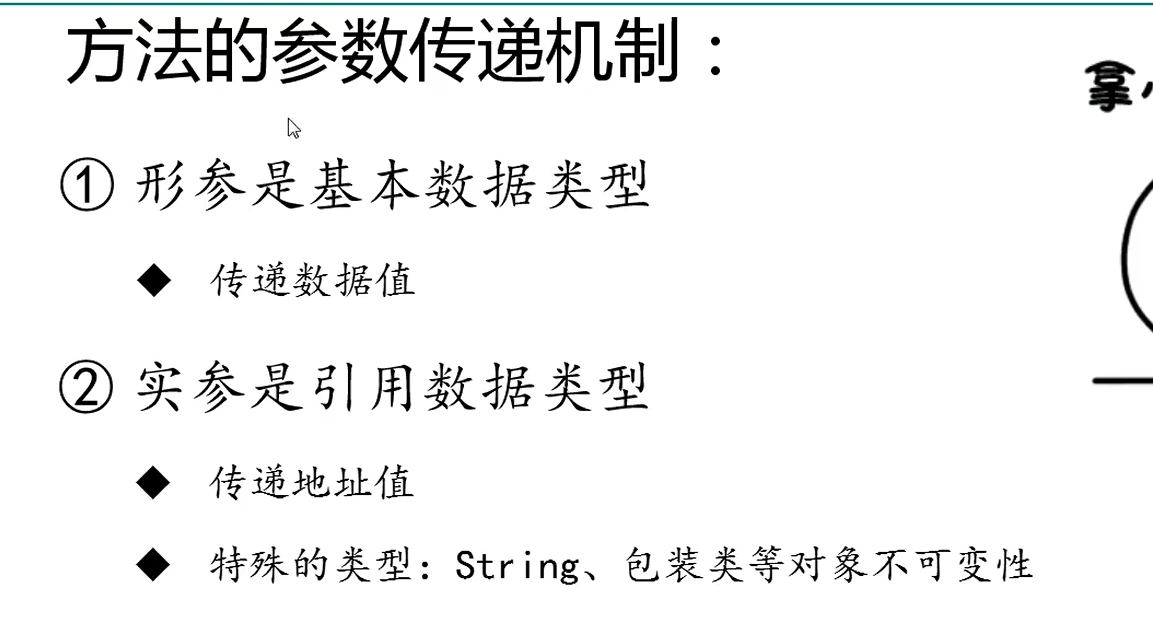 方法的参数传递机制：
拿
① 形参是基本数据类型
◆ 传递数据值
② 实参是引用数据类型
◆ 传递地址值
◆ 特殊的类型：String、包装类等对象不可变性